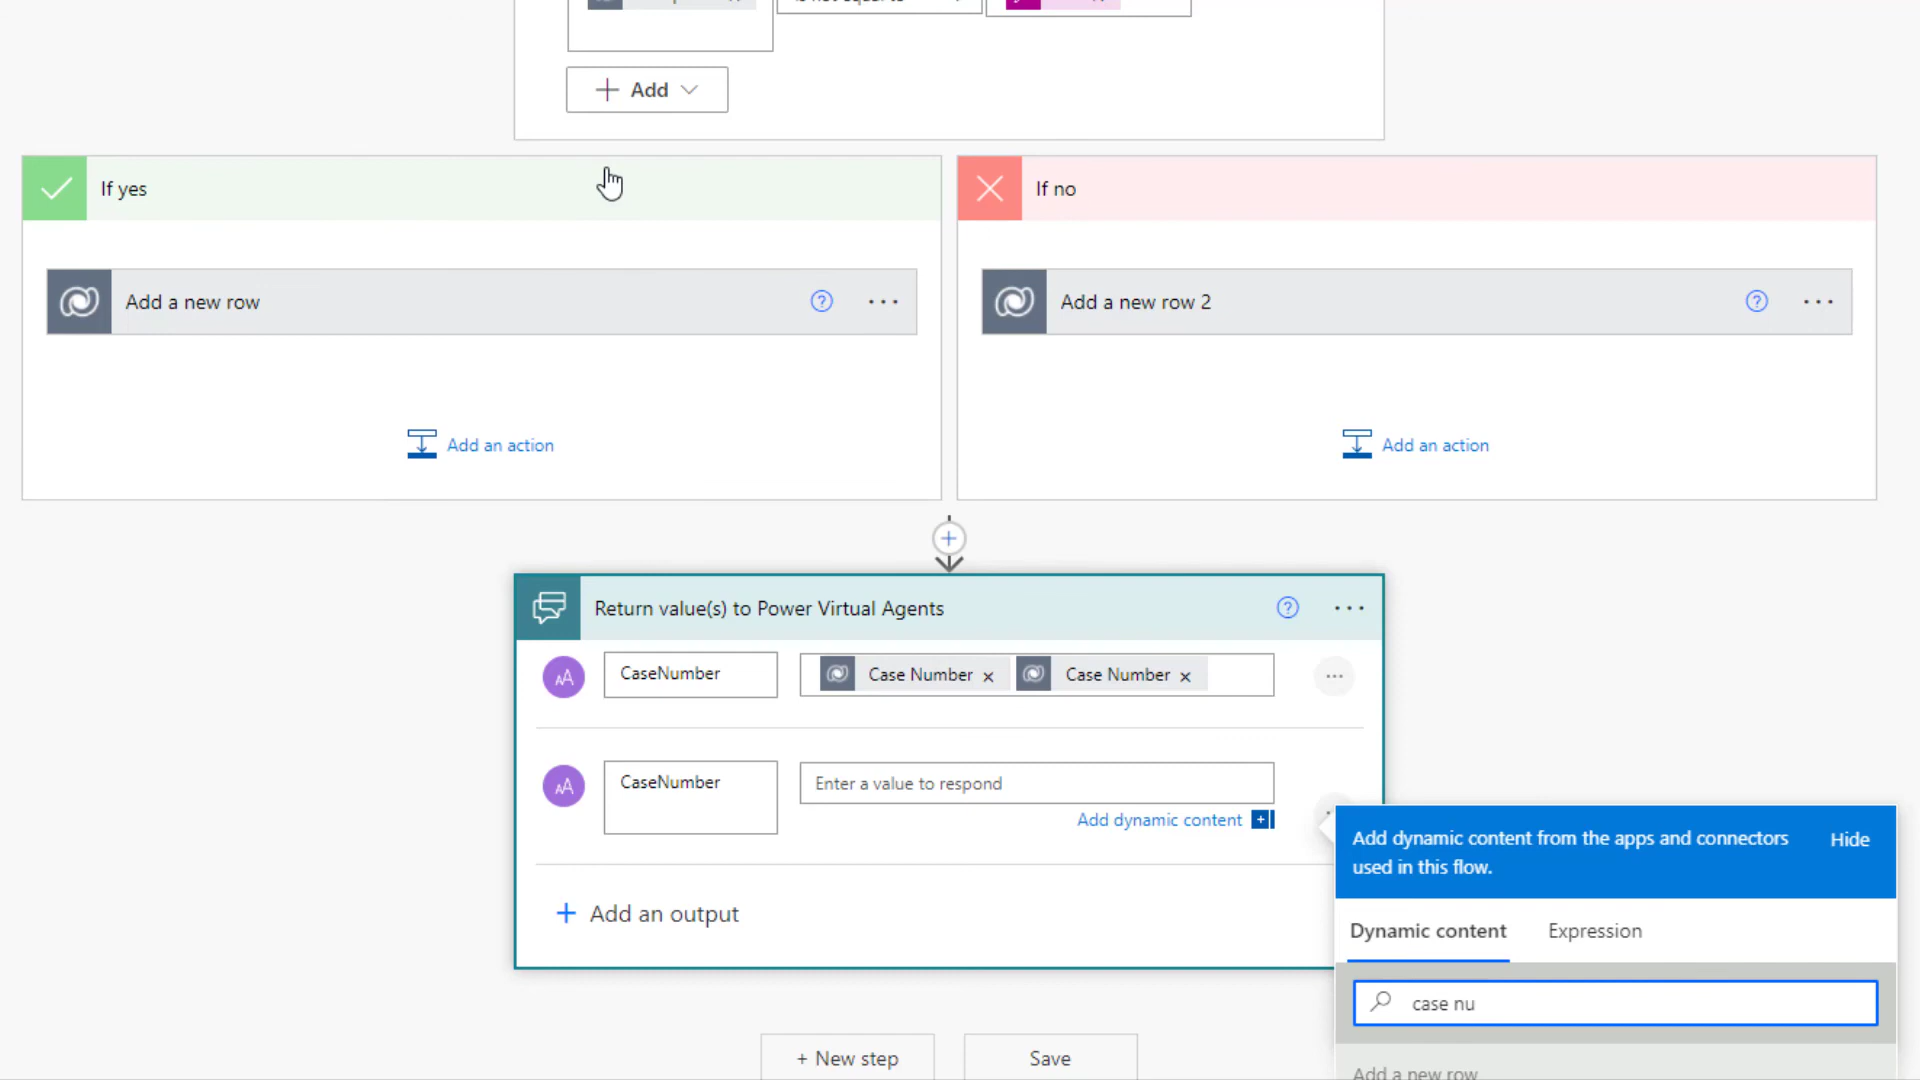 Add
If yes
If no
Add a new row
Add a new row 2
Add an action
Add an action
Return value(s) to Power Virtual Agents
CaseNumber
Case Number
Case Number
CaseNumber
Enter a value to respond
Add dynamic content
Add dynamic content from the apps and connectors
used in this flow.
Hide
Add an output
Dynamic content
Expression
case nu
+ New step
Save
Add a new row